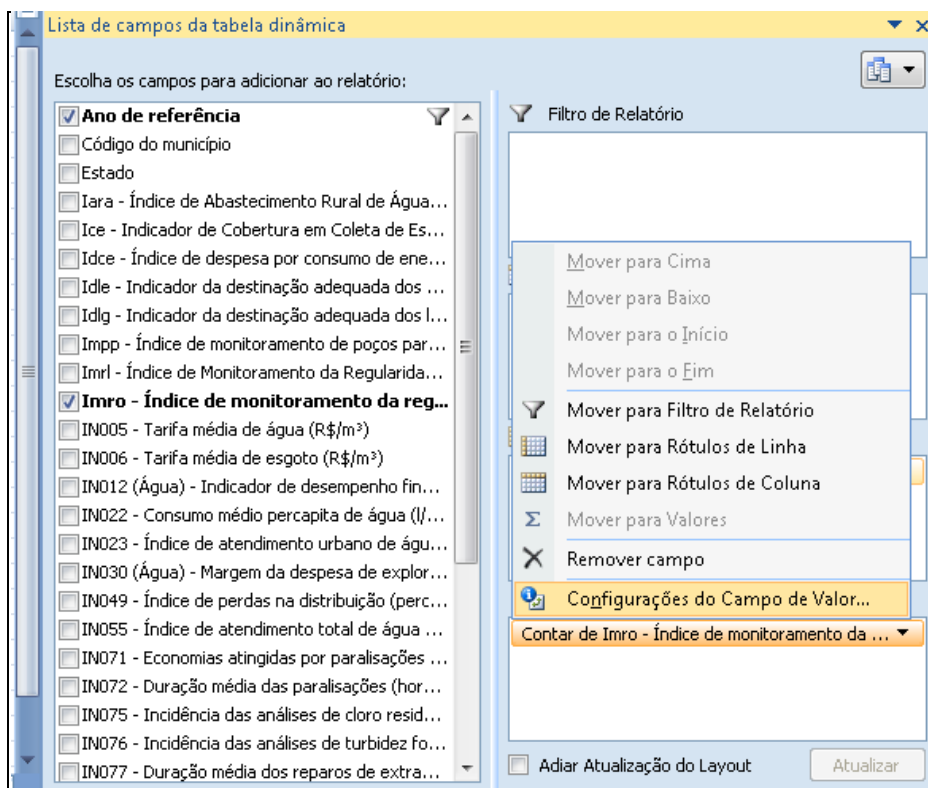 Lista de campos da tabela dinâmica
Escolha os campos para adicionar ao relatório:
Ano de referência
Código do município
Estado
Iara - Índice de Abastecimento Rural de Água...
Ice - Indicador de Cobertura em Coleta de Es...
Idce - Índice de despesa por consumo de ene...
Idle - Indicador da destinação adequada dos ...
Idlg - Indicador da destinação adequada dos l...
Impp - Índice de monitoramento de poços par...
Imrl - Índice de Monitoramento da Regularida...
Imro - Índice de monitoramento da reg...
IN005 - Tarifa média de água (R$/m³)
IN006 - Tarifa média de esgoto (R$/m³)
IN012 (Água) - Indicador de desempenho fin...
IN022 - Consumo médio percapita de água (l/...
IN023 - Índice de atendimento urbano de águ...
IN030 (Água) - Margem da despesa de explor...
IN049 - Índice de perdas na distribuição (perc...
IN055 - Índice de atendimento total de água ...
IN071 - Economias atingidas por paralisações ...
IN072 - Duração média das paralisações (hor...
IN075 - Incidência das análises de cloro resid...
IN076 - Incidência das análises de turbidez fo...
IN077 - Duração média dos reparos de extra...
Filtro de Relatório
Mover para Cima
Mover para Baixo
Mover para o Início
Mover para o Fim
Mover para Filtro de Relatório
Mover para Rótulos de Linha
Mover para Rótulos de Coluna
Σ Mover para Valores
Remover campo
Configurações do Campo de Valor...
Contar de Imro - Índice de monitoramento da ...
Adiar Atualização do Layout
Atualizar